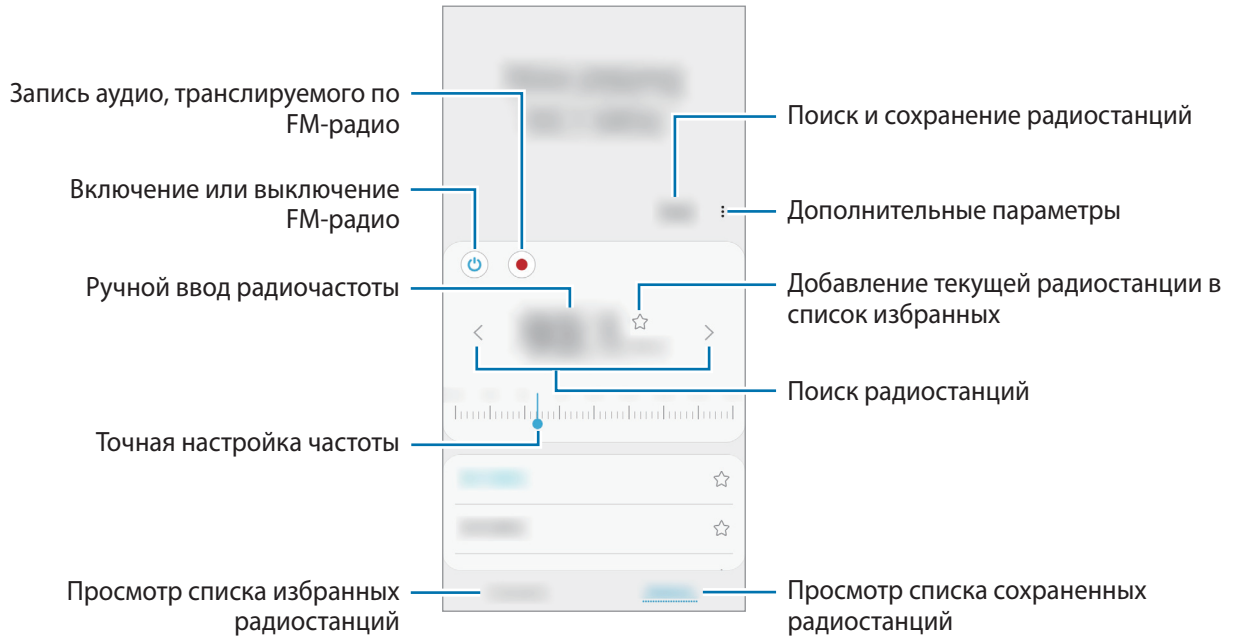 Запись аудио, транслируемого по
FM-радио
Включение или выключение
FM-радио
Ручной ввод радиочастоты
Точная настройка частоты
Просмотр списка избранных
радиостанций
Поиск и сохранение радиостанций
Дополнительные параметры
Добавление текущей радиостанции в
список избранных
Поиск радиостанций
Просмотр списка сохраненных
радиостанций